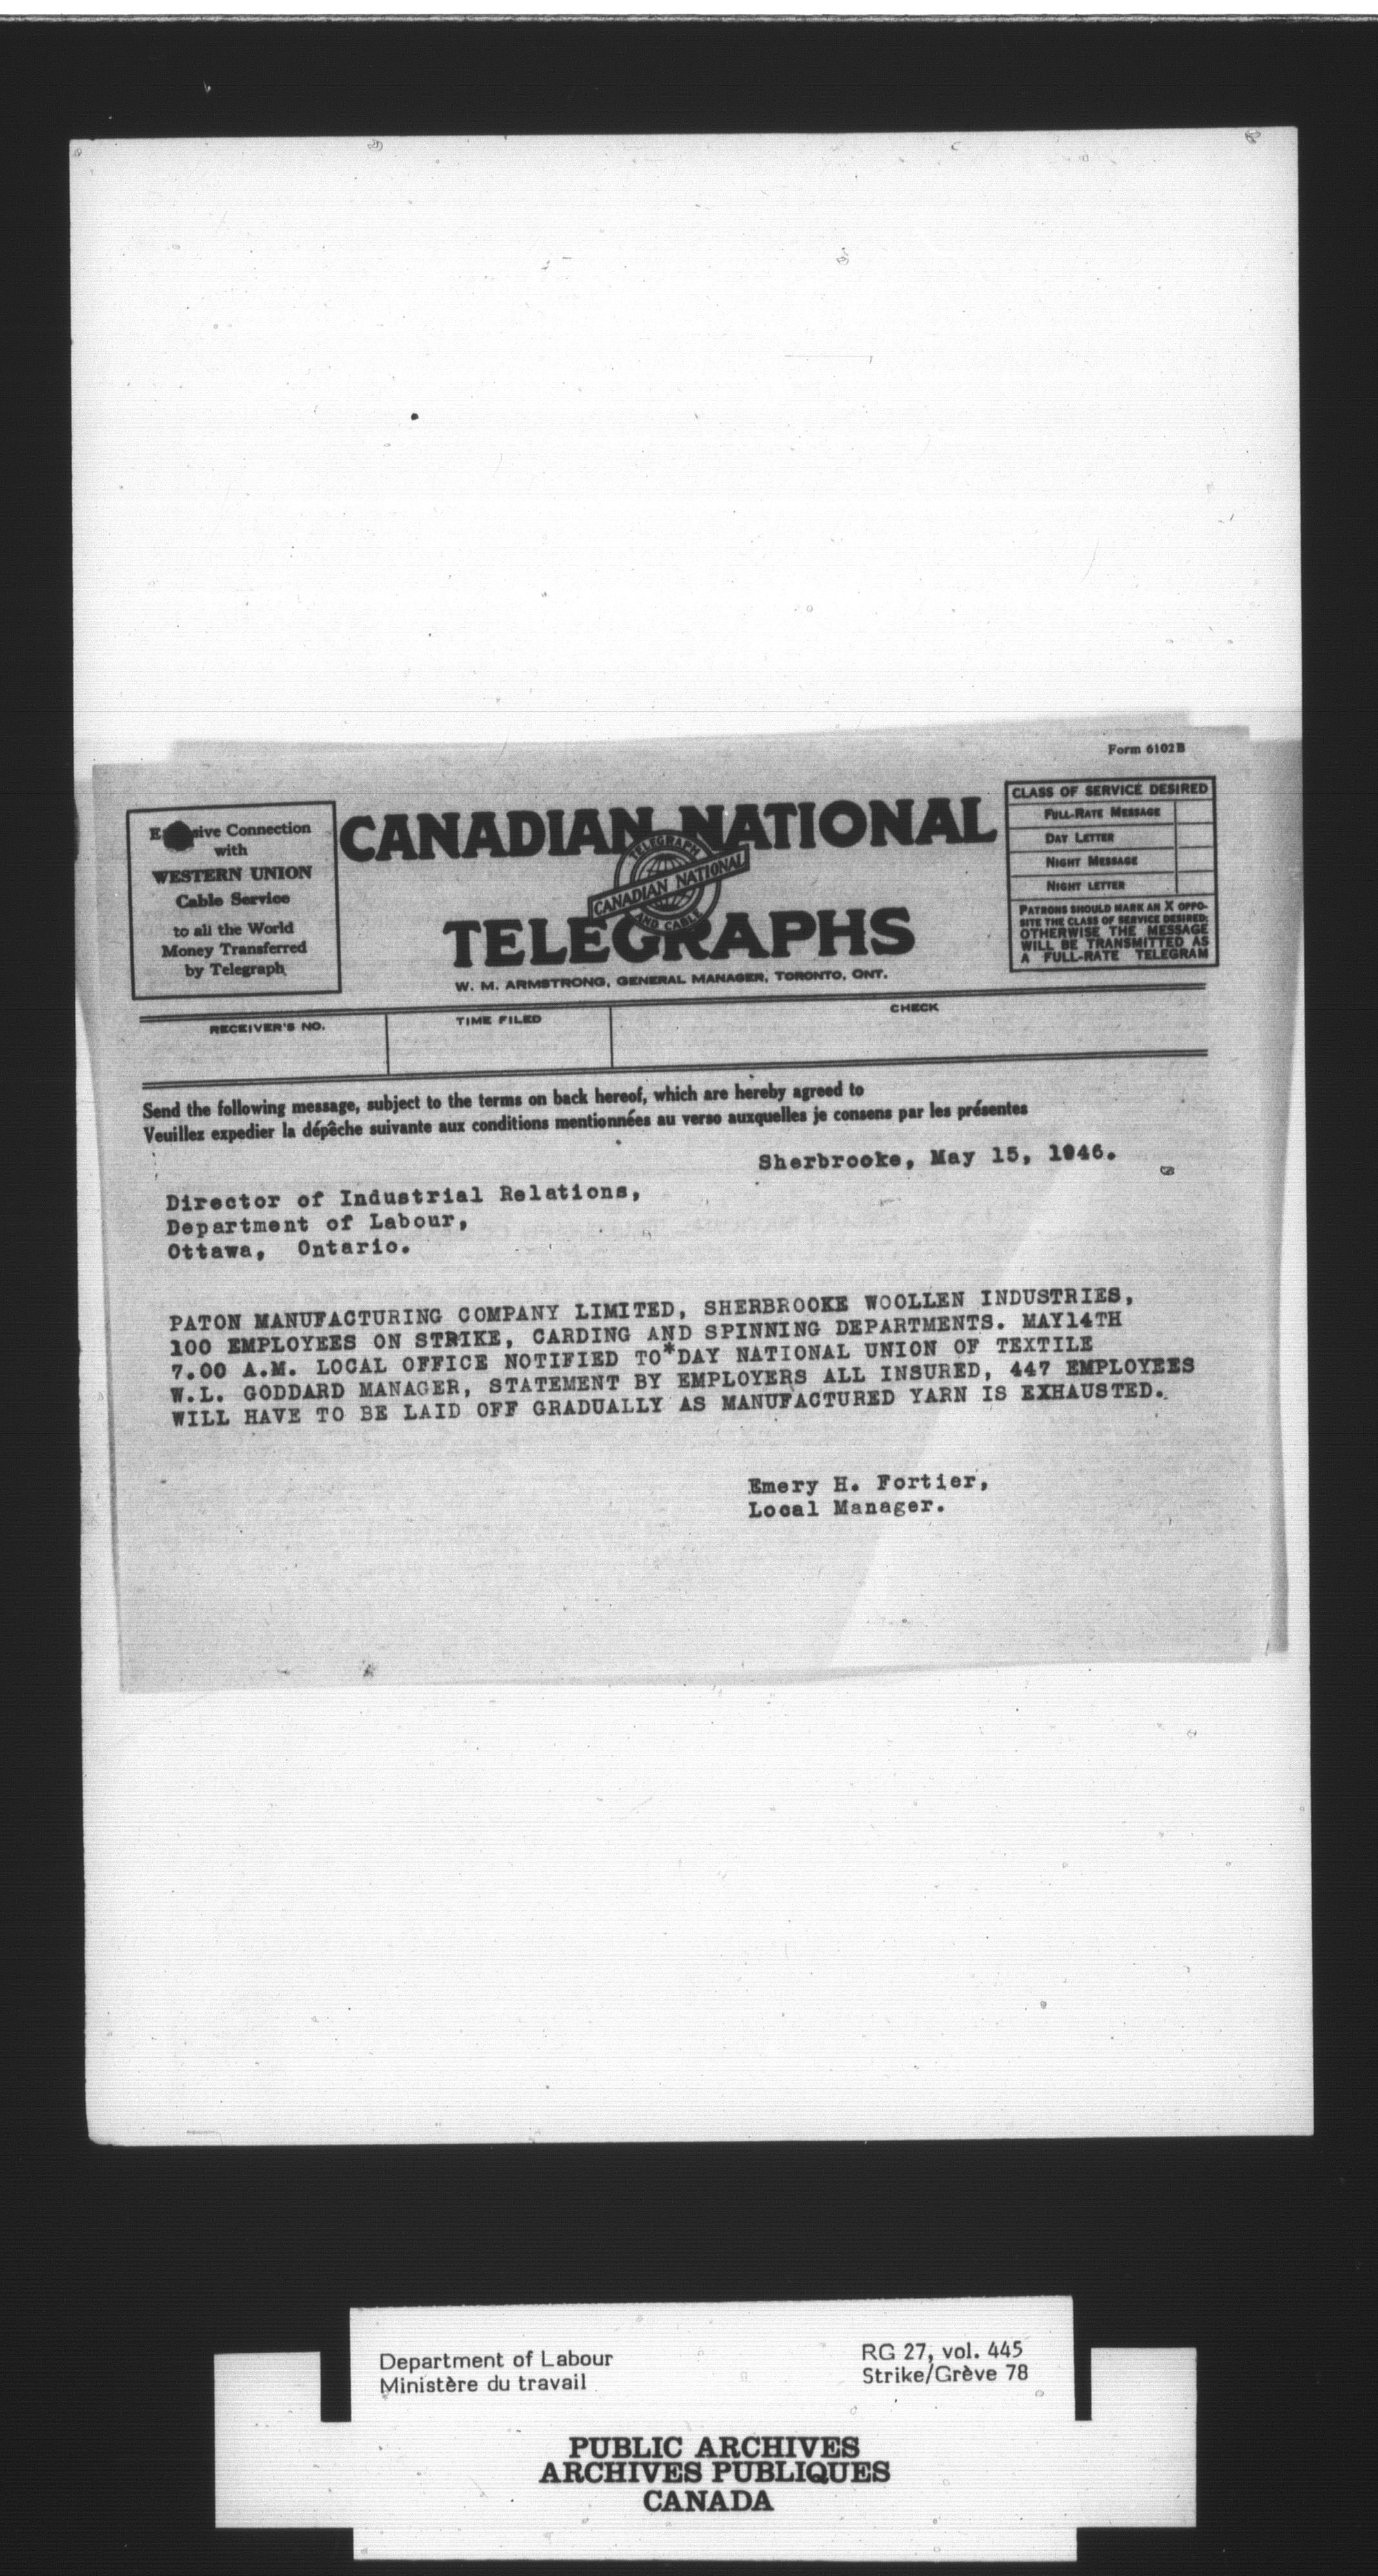 Form 6102B
sive Connection
with
WESTERN UNION
Cable Service
to all the World
Money Transferred
by Telegraph
CANADIAN NATIONAL
TELEGRAPH
CANADIAN NATIONAL
AND CABLE
TELEGRAPHS
W. M. ARMSTRONG, GENERAL MANAGER, TORONTO, ONT.
CLASS OF SERVICE DESIRED
FULL-RATE MESSAGE
DAY LETTER
NIGHT MESSAGE
NIGHT LETTER
PATRONS SHOULD MARK AN X OPPO-
SITE THE CLASS OF SERVICE DESIRED;
OTHERWISE THE MESSAGE
WILL BE TRANSMITTED AS
A FULL-RATE TELEGRAM
RECEIVER'S NO.
TIME FILED
CHECK
Send the following message, subject to the terms on back hereof, which are hereby agreed to
Veuillez expedier la dépêche suivante aux conditions mentionnées au verso auxquelles je consens par les présentes
Sherbrooke, May 15, 1946.
Director of Industrial Relations,
Department of Labour,
Ottawa, Ontario.
PATON MANUFACTURING COMPANY LIMITED, SHERBROOKE WOOLLEN INDUSTRIES,
100 EMPLOYEES ON STRIKE, CARDING AND SPINNING DEPARTMENTS. MAY14TH
7.00 A.M. LOCAL OFFICE NOTIFIED TO*DAY NATIONAL UNION OF TEXTILE
W.L. GODDARD MANAGER, STATEMENT BY EMPLOYERS ALL INSURED, 447 EMPLOYEES
WILL HAVE TO BE LAID OFF GRADUALLY AS MANUFACTURED YARN IS EXHAUSTED.
Emery H. Fortier,
Local Manager.
Department of Labour
Ministère du travail
RG 27, vol. 445
Strike/Grève 78
PUBLIC ARCHIVES
ARCHIVES PUBLIQUES
CANADA